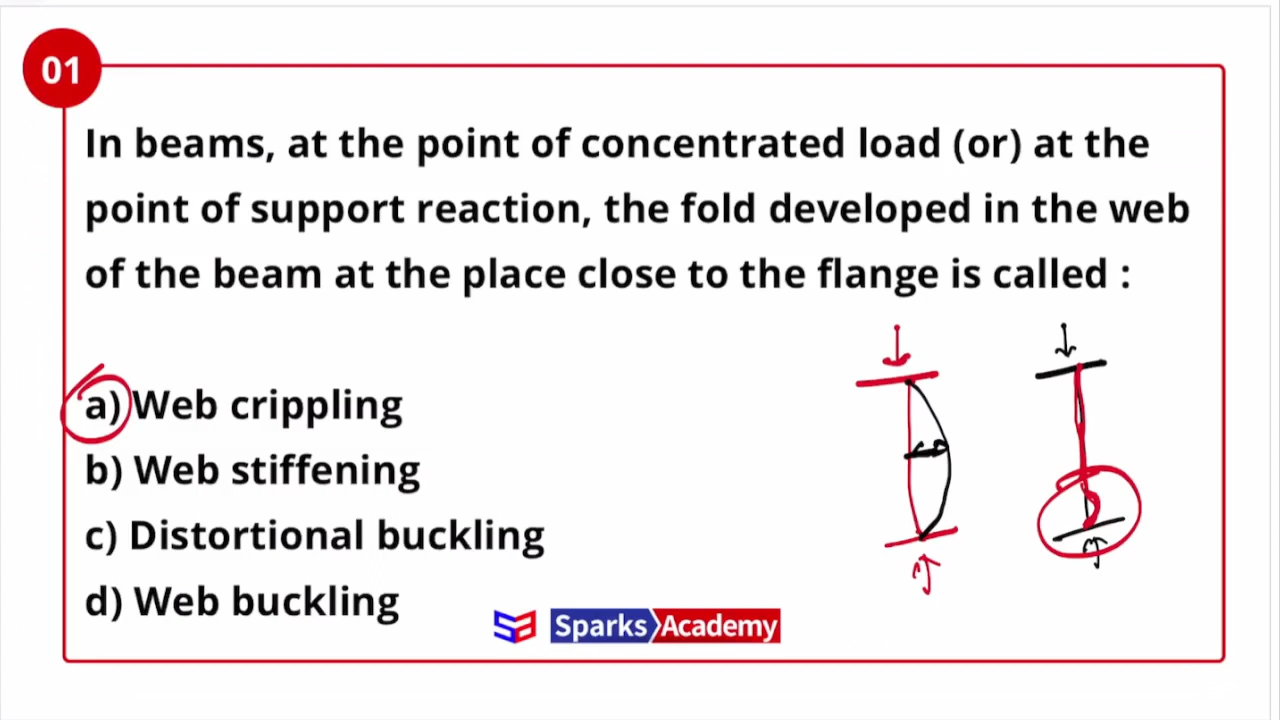 01
In beams, at the point of concentrated load (or) at the
point of support reaction, the fold developed in the web
of the beam at the place close to the flange is called :
a) Web crippling
b) Web stiffening
c) Distortional buckling
d) Web buckling
Sparks Academy